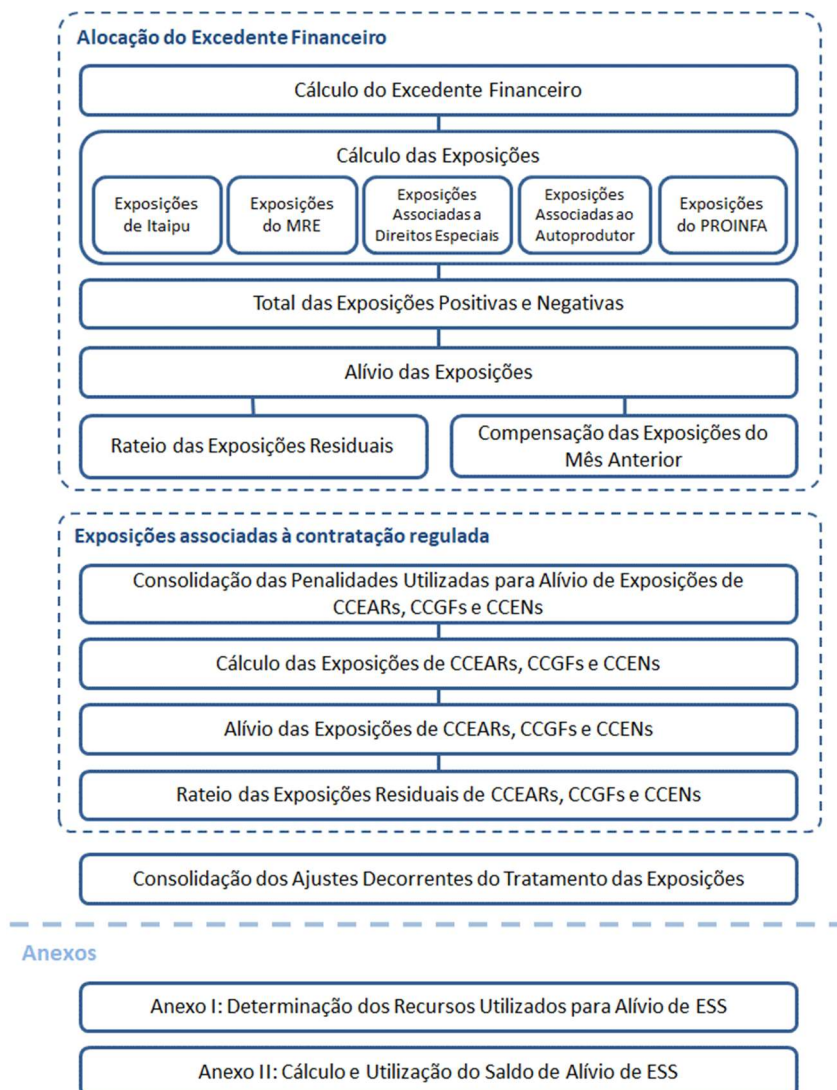 Alocação do Excedente Financeiro
Cálculo do Excedente Financeiro
Cálculo das Exposições
Exposições
de Itaipu
Exposições
do MRE
Exposições
Associadas a
Direitos Especiais
Exposições
Associadas ao
Autoprodutor
Exposições
do PROINFA
Total das Exposições Positivas e Negativas
Alívio das Exposições
Rateio das Exposições Residuais
Compensação das Exposições do
Mês Anterior
Exposições associadas à contratação regulada
Consolidação das Penalidades Utilizadas para Alívio de Exposições de
CCEARs, CCGFs e CCENs
Cálculo das Exposições de CCEARs, CCGFs e CCENs
Alívio das Exposições de CCEARs, CCGFs e CCENs
Rateio das Exposições Residuais de CCEARs, CCGFs e CCENs
Consolidação dos Ajustes Decorrentes do Tratamento das Exposições
Anexos
Anexo I: Determinação dos Recursos Utilizados para Alívio de ESS
Anexo II: Cálculo e Utilização do Saldo de Alívio de ESS